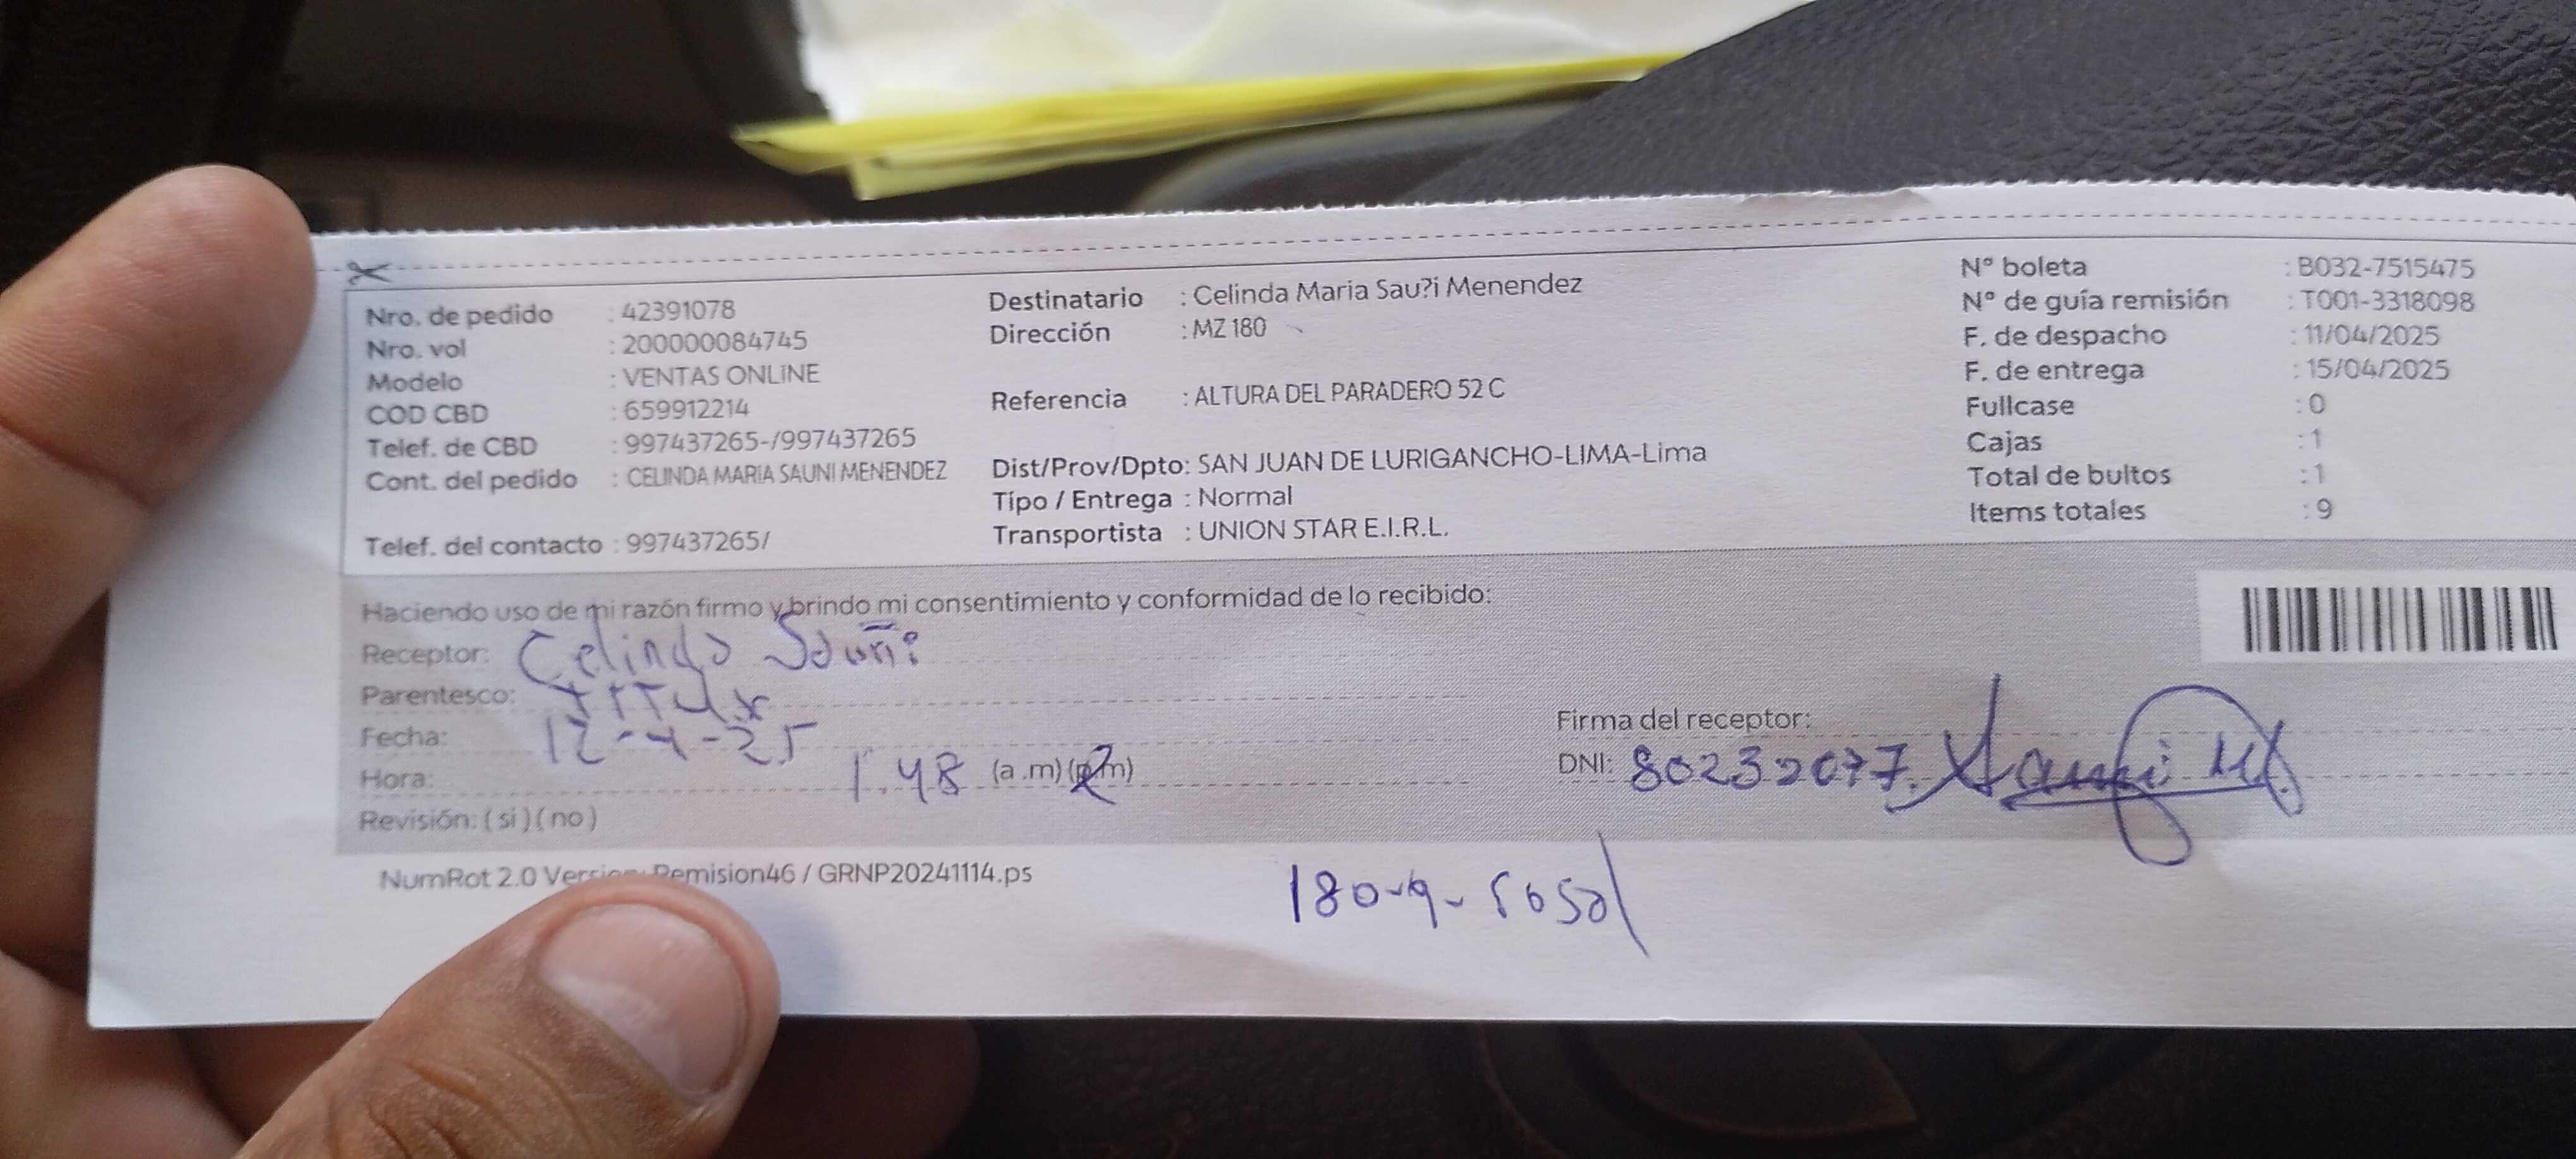 Nro. de pedido : 42391078
Nro. vol : 200000084745
Modelo : VENTAS ONLINE
COD CBD : 659912214
Telef. de CBD : 997437265-/997437265
Cont. del pedido : CELINDA MARIA SAUNI MENENDEZ
Telef. del contacto : 997437265/
Destinatario : Celinda Maria Sau?i Menendez
Dirección : MZ 180
Referencia : ALTURA DEL PARADERO 52 C
Dist/Prov/Dpto: SAN JUAN DE LURIGANCHO-LIMA-Lima
Tipo / Entrega : Normal
Transportista : UNION STAR E.I.R.L.
N° boleta : B032-7515475
N° de guía remisión : T001-3318098
F. de despacho : 11/04/2025
F. de entrega : 15/04/2025
Fullcase : 0
Cajas : 1
Total de bultos : 1
Items totales : 9
Haciendo uso de mi razón firmo y brindo mi consentimiento y conformidad de lo recibido:
Receptor: Celinda Sauñi
Parentesco:
Fecha: 12-4-25
Hora: 1.48 (a.m)(p.m)
Revisión: (si)(no)
Firma del receptor:
DNI: 80232077
NumRot 2.0 Version: Remision46 / GRNP20241114.ps